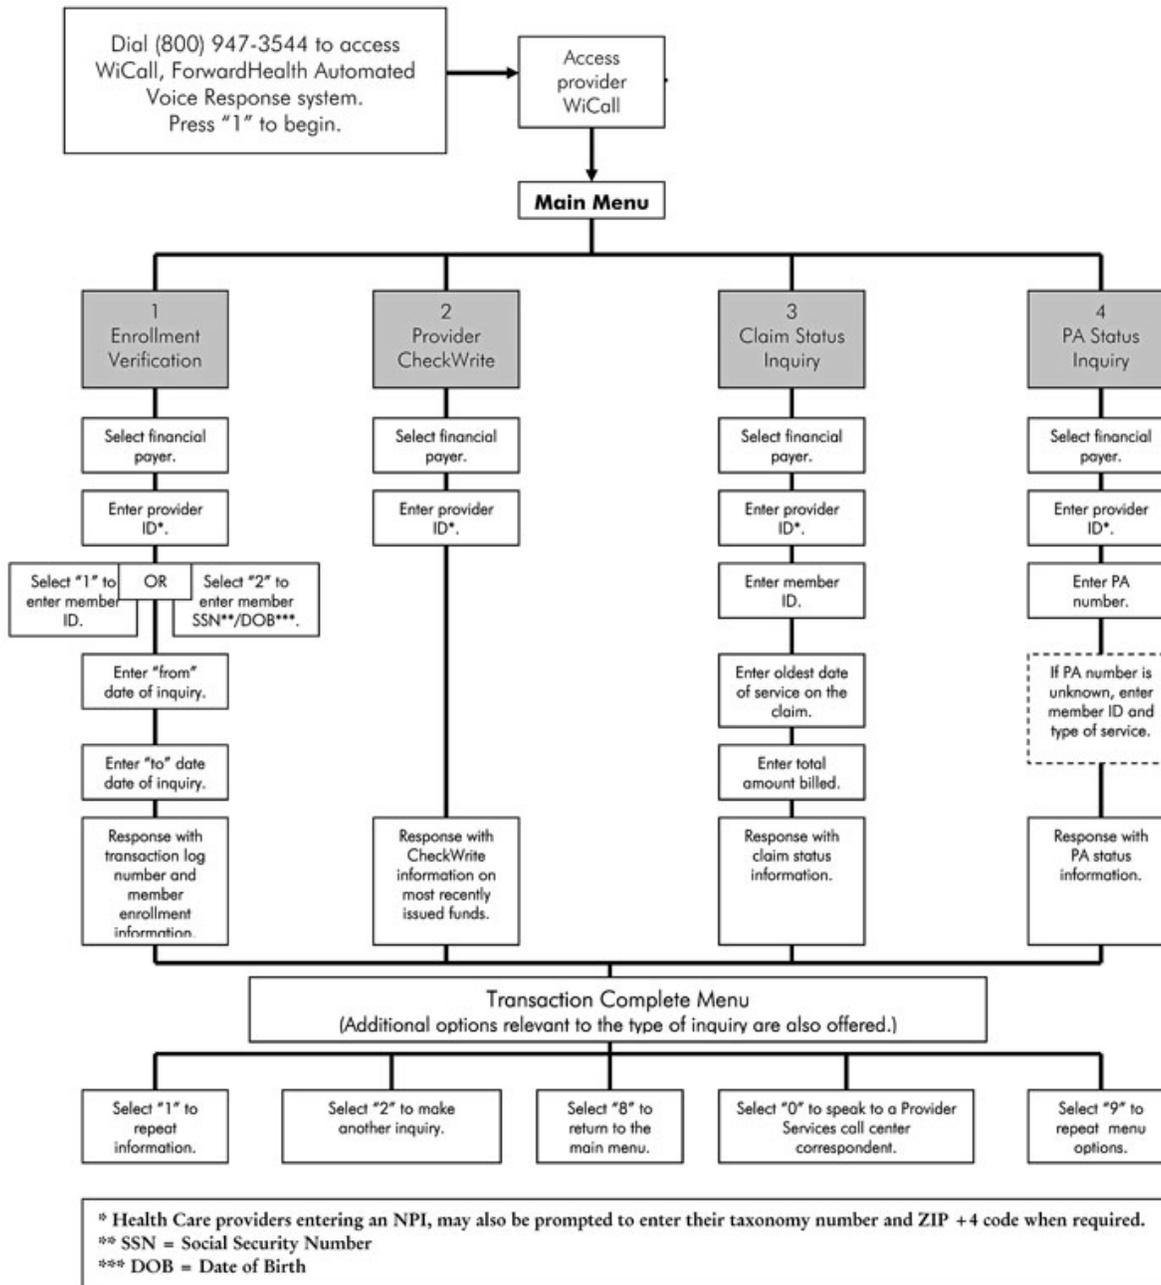 Dial (800) 947-3544 to access
WiCall, ForwardHealth Automated
Voice Response system.
Press "1" to begin.
Access
provider
WiCall
Main Menu
1
Enrollment
Verification
2
Provider
CheckWrite
3
Claim Status
Inquiry
4
PA Status
Inquiry
Select financial
payer.
Select financial
payer.
Select financial
payer.
Select financial
payer.
Enter provider
ID*.
Enter provider
ID*.
Enter provider
ID*.
Enter provider
ID*.
Select "1" to
enter member
ID.
OR
Select "2" to
enter member
SSN**/DOB***.
Enter member
ID.
Enter PA
number.
Enter "from"
date of inquiry.
Enter oldest date
of service on the
claim.
If PA number is
unknown, enter
member ID and
type of service.
Enter "to" date
date of inquiry.
Enter total
amount billed.
Response with
transaction log
number and
member
enrollment
information.
Response with
CheckWrite
information on
most recently
issued funds.
Response with
claim status
information.
Response with
PA status
information.
Transaction Complete Menu
(Additional options relevant to the type of inquiry are also offered.)
Select "1" to
repeat
information.
Select "2" to make
another inquiry.
Select "8" to
return to the
main menu.
Select "0" to speak to a Provider
Services call center
correspondent.
Select "9" to
repeat menu
options.
* Health Care providers entering an NPI, may also be prompted to enter their taxonomy number and ZIP +4 code when required.
** SSN = Social Security Number
*** DOB = Date of Birth